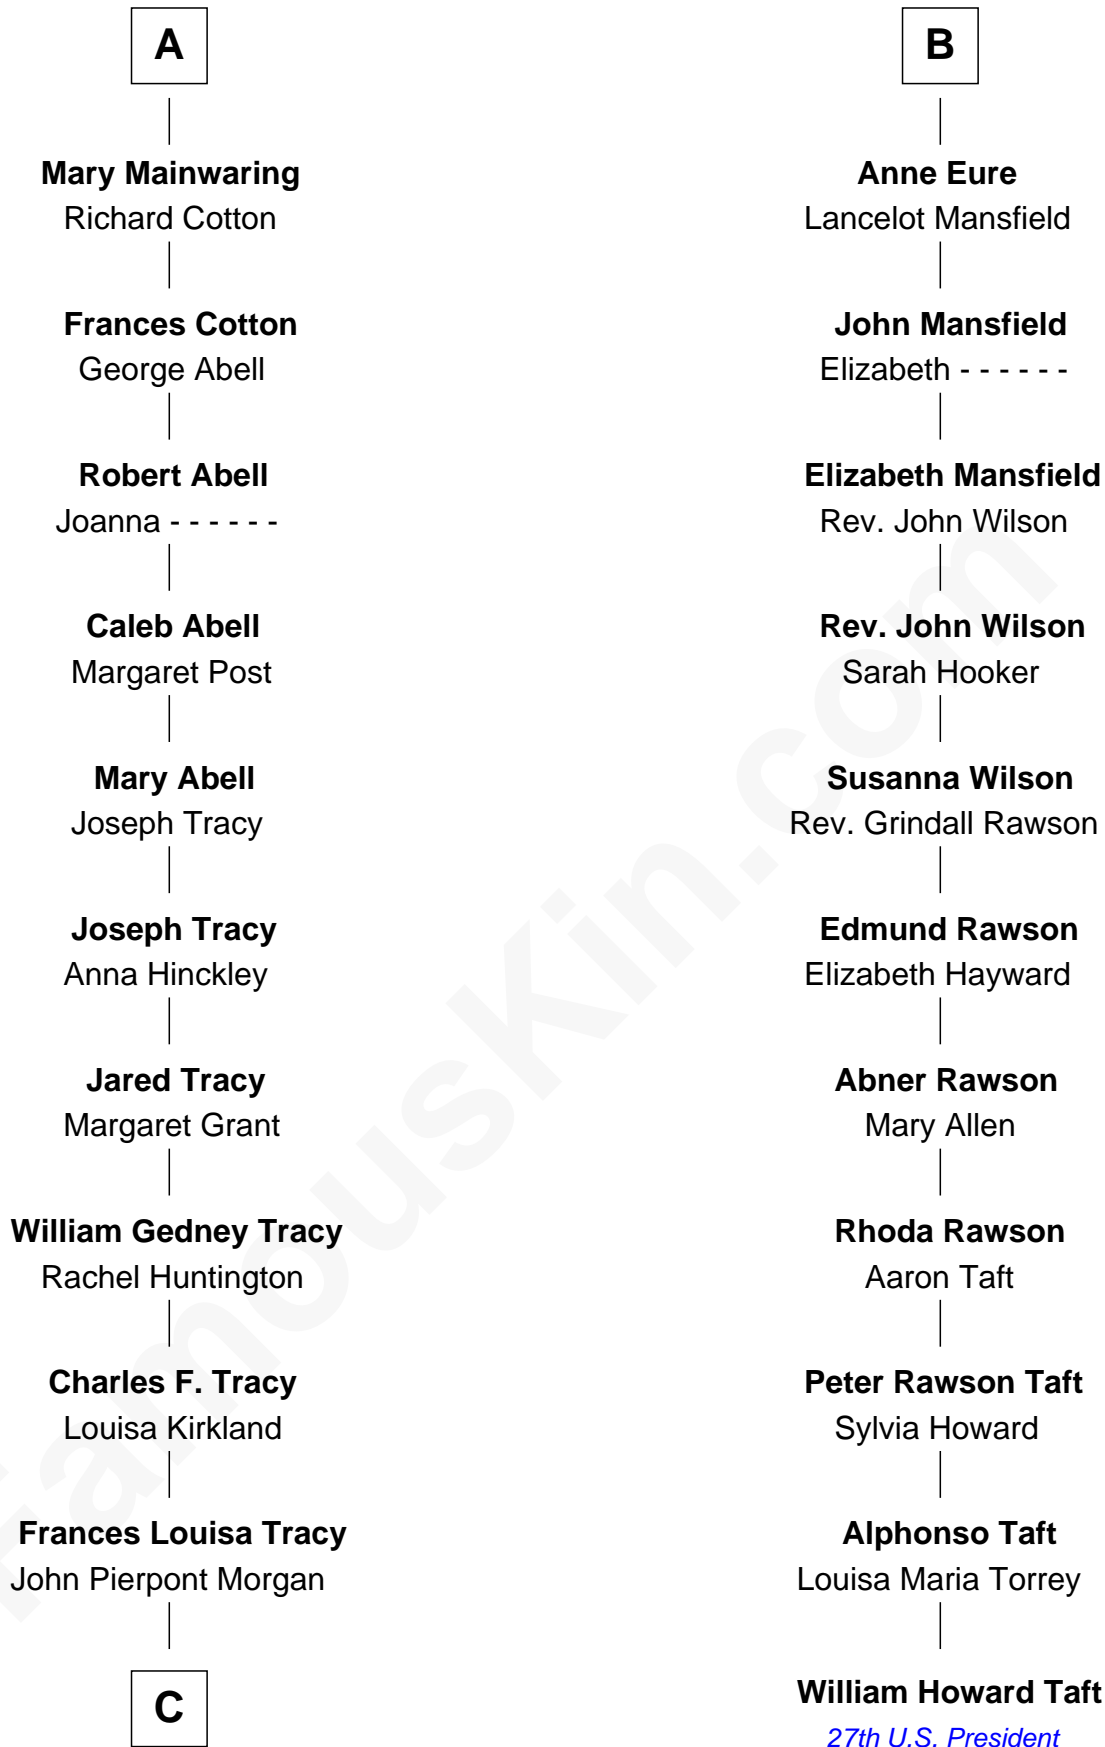 A
Mary Mainwaring
Richard Cotton
Frances Cotton
George Abell
Robert Abell
Joanna - - - - - -
Caleb Abell
Margaret Post
Mary Abell
Joseph Tracy
Joseph Tracy
Anna Hinckley
Jared Tracy
Margaret Grant
William Gedney Tracy
Rachel Huntington
Charles F. Tracy
Louisa Kirkland
Frances Louisa Tracy
John Pierpont Morgan
C
B
Anne Eure
Lancelot Mansfield
John Mansfield
Elizabeth - - - - - -
Elizabeth Mansfield
Rev. John Wilson
Rev. John Wilson
Sarah Hooker
Susanna Wilson
Rev. Grindall Rawson
Edmund Rawson
Elizabeth Hayward
Abner Rawson
Mary Allen
Rhoda Rawson
Aaron Taft
Peter Rawson Taft
Sylvia Howard
Alphonso Taft
Louisa Maria Torrey
William Howard Taft
27th U.S. President
FamousKin.com